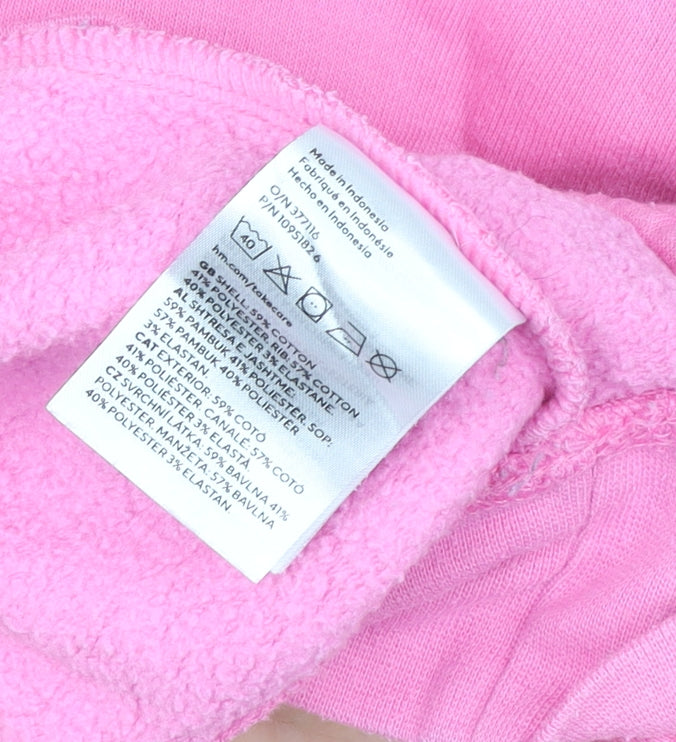 Made in Indonesia
Fabriqué en Indonésie
Hecho en Indonesia
O/N 377116
P/N 10951826
40
hm.com/takecare
GB SHELL: 59% COTTON
41% POLYESTER RIB: 57% COTTON
40% POLYESTER 3% ELASTANE
AL SHTRESA E JASHTME:
59% PAMBUK 41% POLIESTER. SOP:
57% PAMBUK 40% POLIESTER
3% ELASTAN.
CAT EXTERIOR: 59% COTÓ
41% POLIÈSTER. CANALÉ: 57% COTÓ
40% POLIÈSTER 3% ELASTÀ
CZ SVRCHNÍ LÁTKA: 59% BAVLNA 41%
POLYESTER. MANŽETA: 57% BAVLNA
40% POLYESTER 3% ELASTAN.